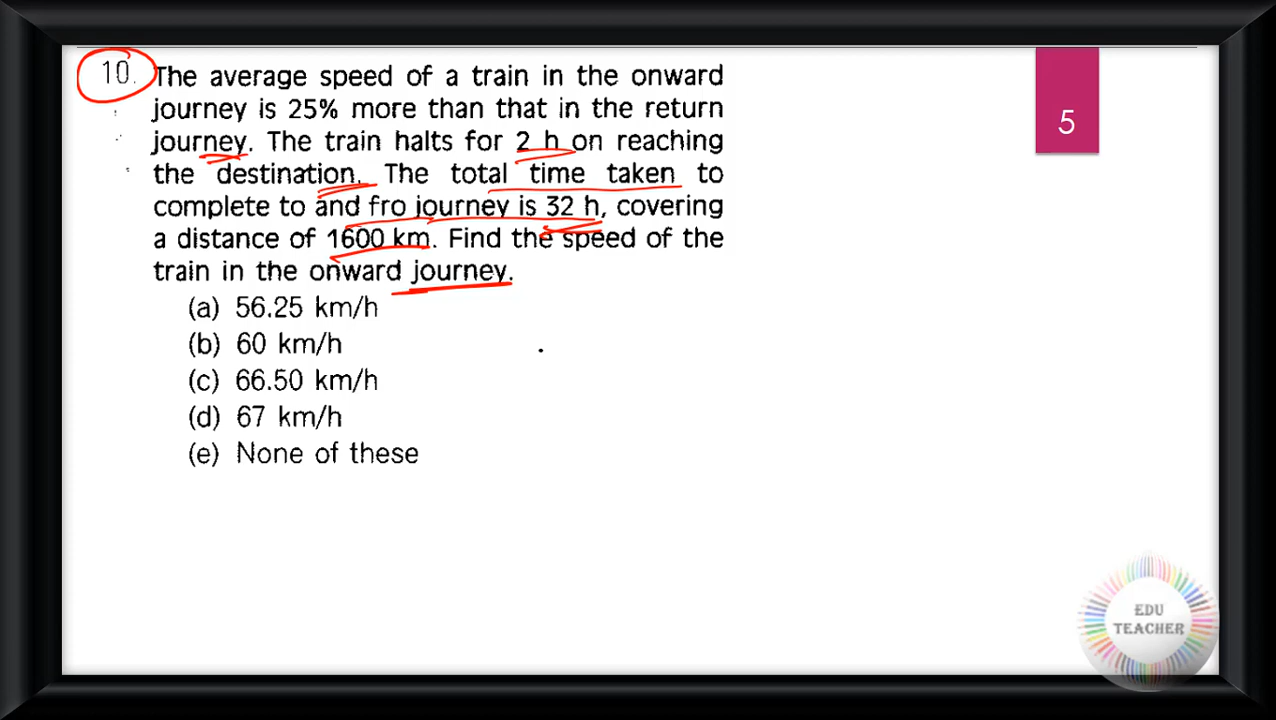 10. The average speed of a train in the onward
journey is 25% more than that in the return
journey. The train halts for 2 h on reaching
the destination. The total time taken to
complete to and fro journey is 32 h, covering
a distance of 1600 km. Find the speed of the
train in the onward journey.
(a) 56.25 km/h
(b) 60 km/h
(c) 66.50 km/h
(d) 67 km/h
(e) None of these
5
EDU
TEACHER